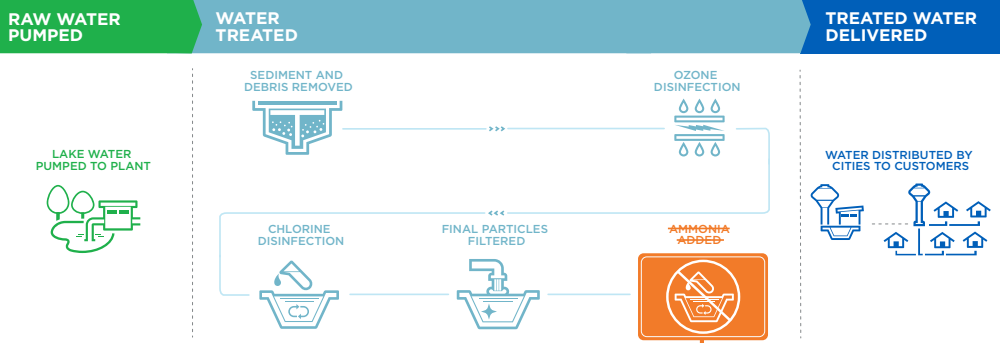 RAW WATER
PUMPED
WATER
TREATED
TREATED WATER
DELIVERED
LAKE WATER
PUMPED TO PLANT
SEDIMENT AND
DEBRIS REMOVED
OZONE
DISINFECTION
CHLORINE
DISINFECTION
FINAL PARTICLES
FILTERED
AMMONIA
ADDED
WATER DISTRIBUTED BY
CITIES TO CUSTOMERS